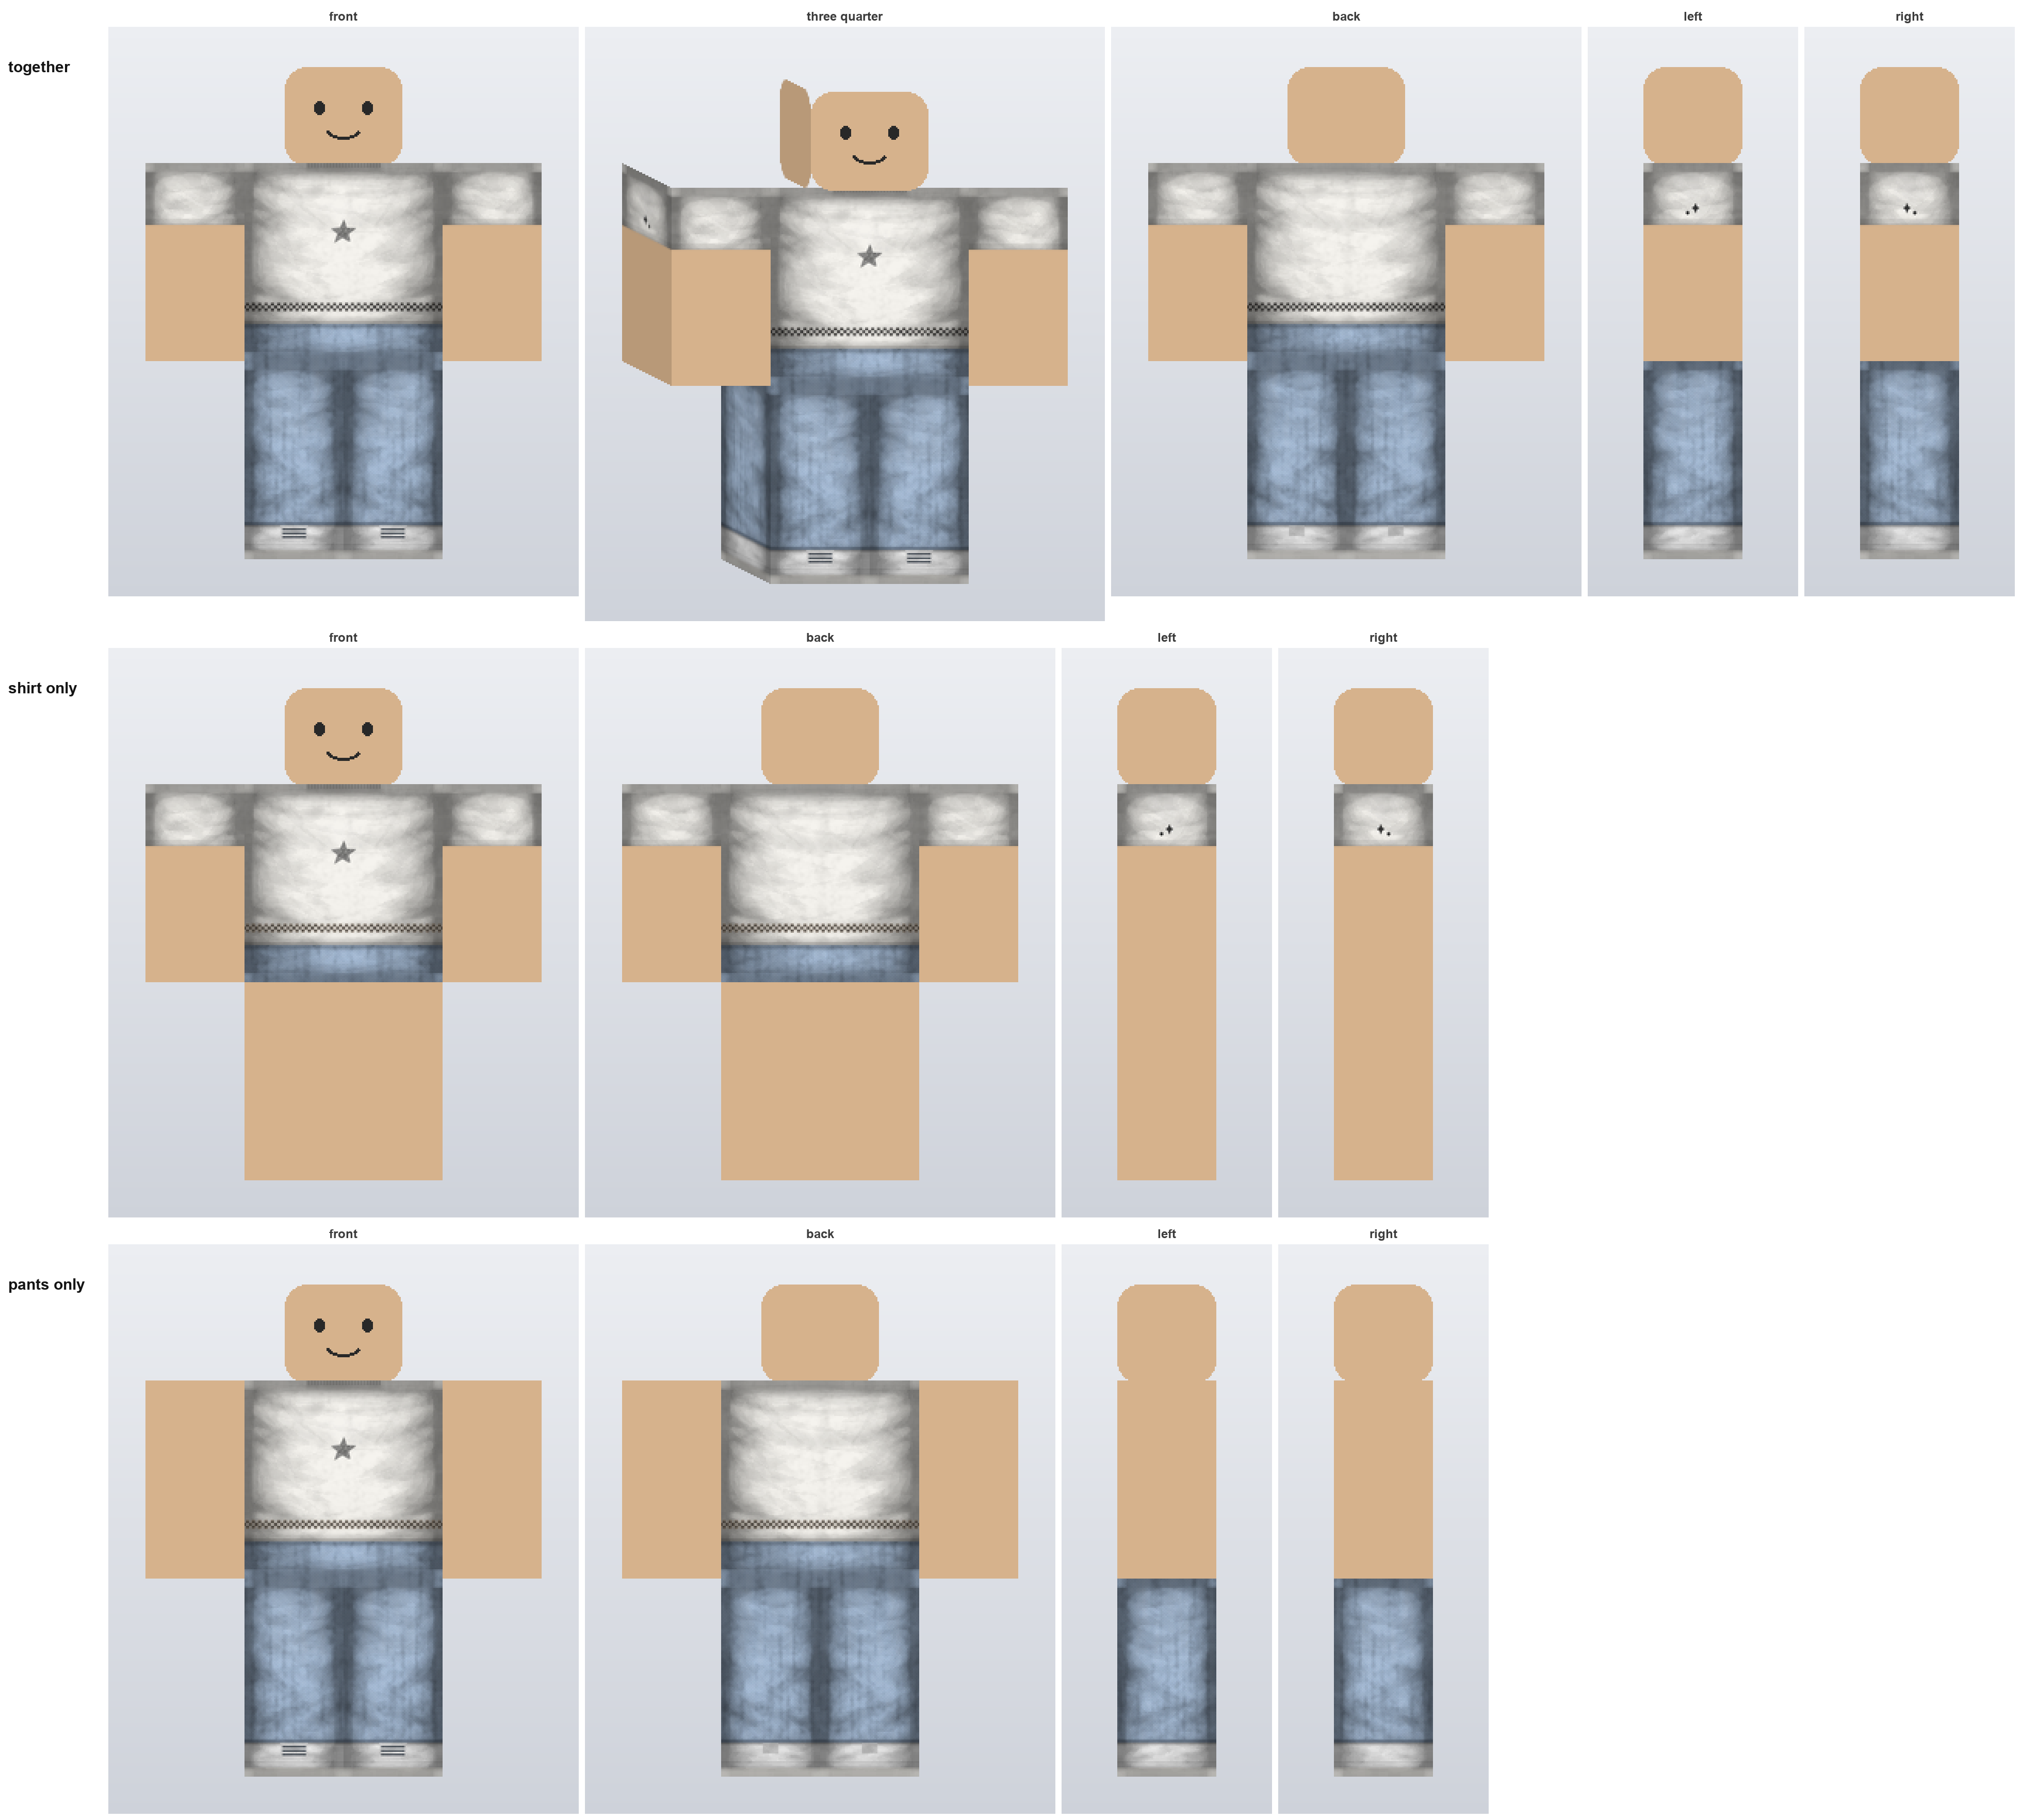 front
three quarter
back
left
right
together
front
back
left
right
shirt only
front
back
left
right
pants only